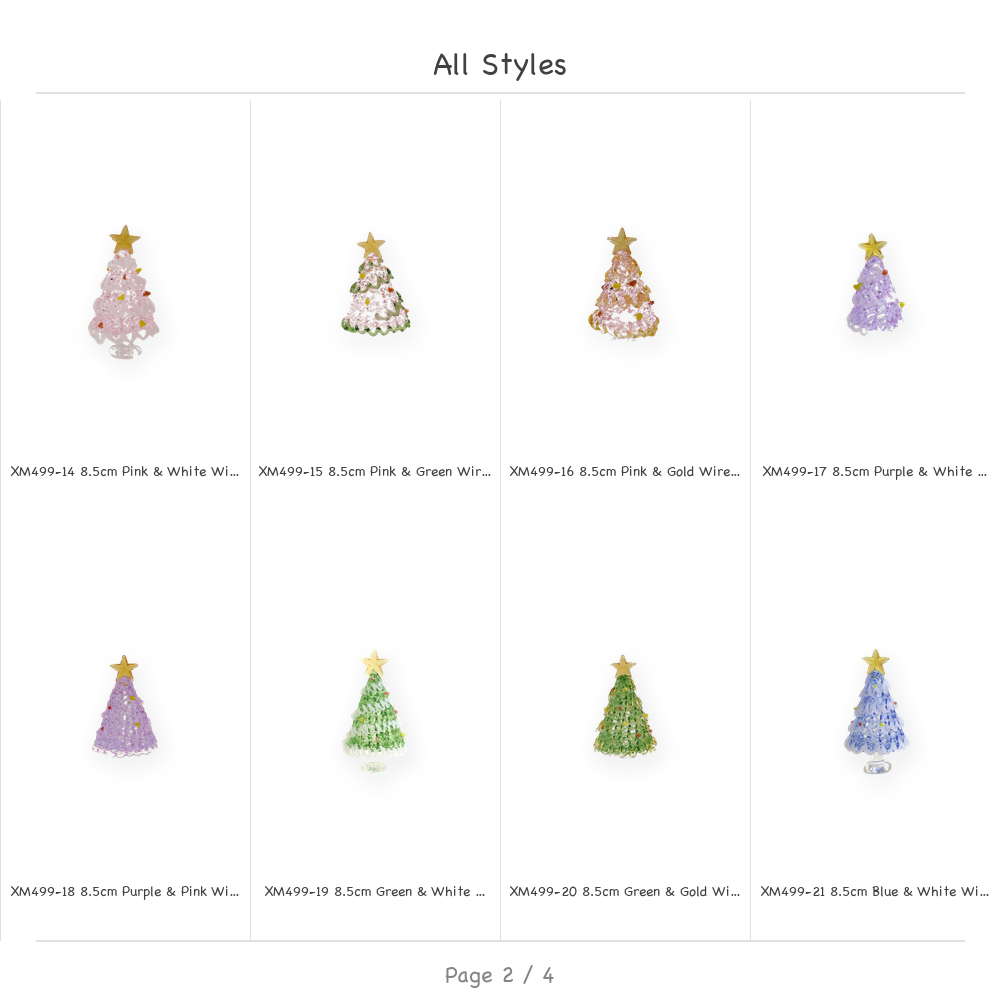 All Styles
XM499-14 8.5cm Pink & White Wi...
XM499-15 8.5cm Pink & Green Wir...
XM499-16 8.5cm Pink & Gold Wire...
XM499-17 8.5cm Purple & White ...
XM499-18 8.5cm Purple & Pink Wi...
XM499-19 8.5cm Green & White ...
XM499-20 8.5cm Green & Gold Wi...
XM499-21 8.5cm Blue & White Wi...
Page 2 / 4